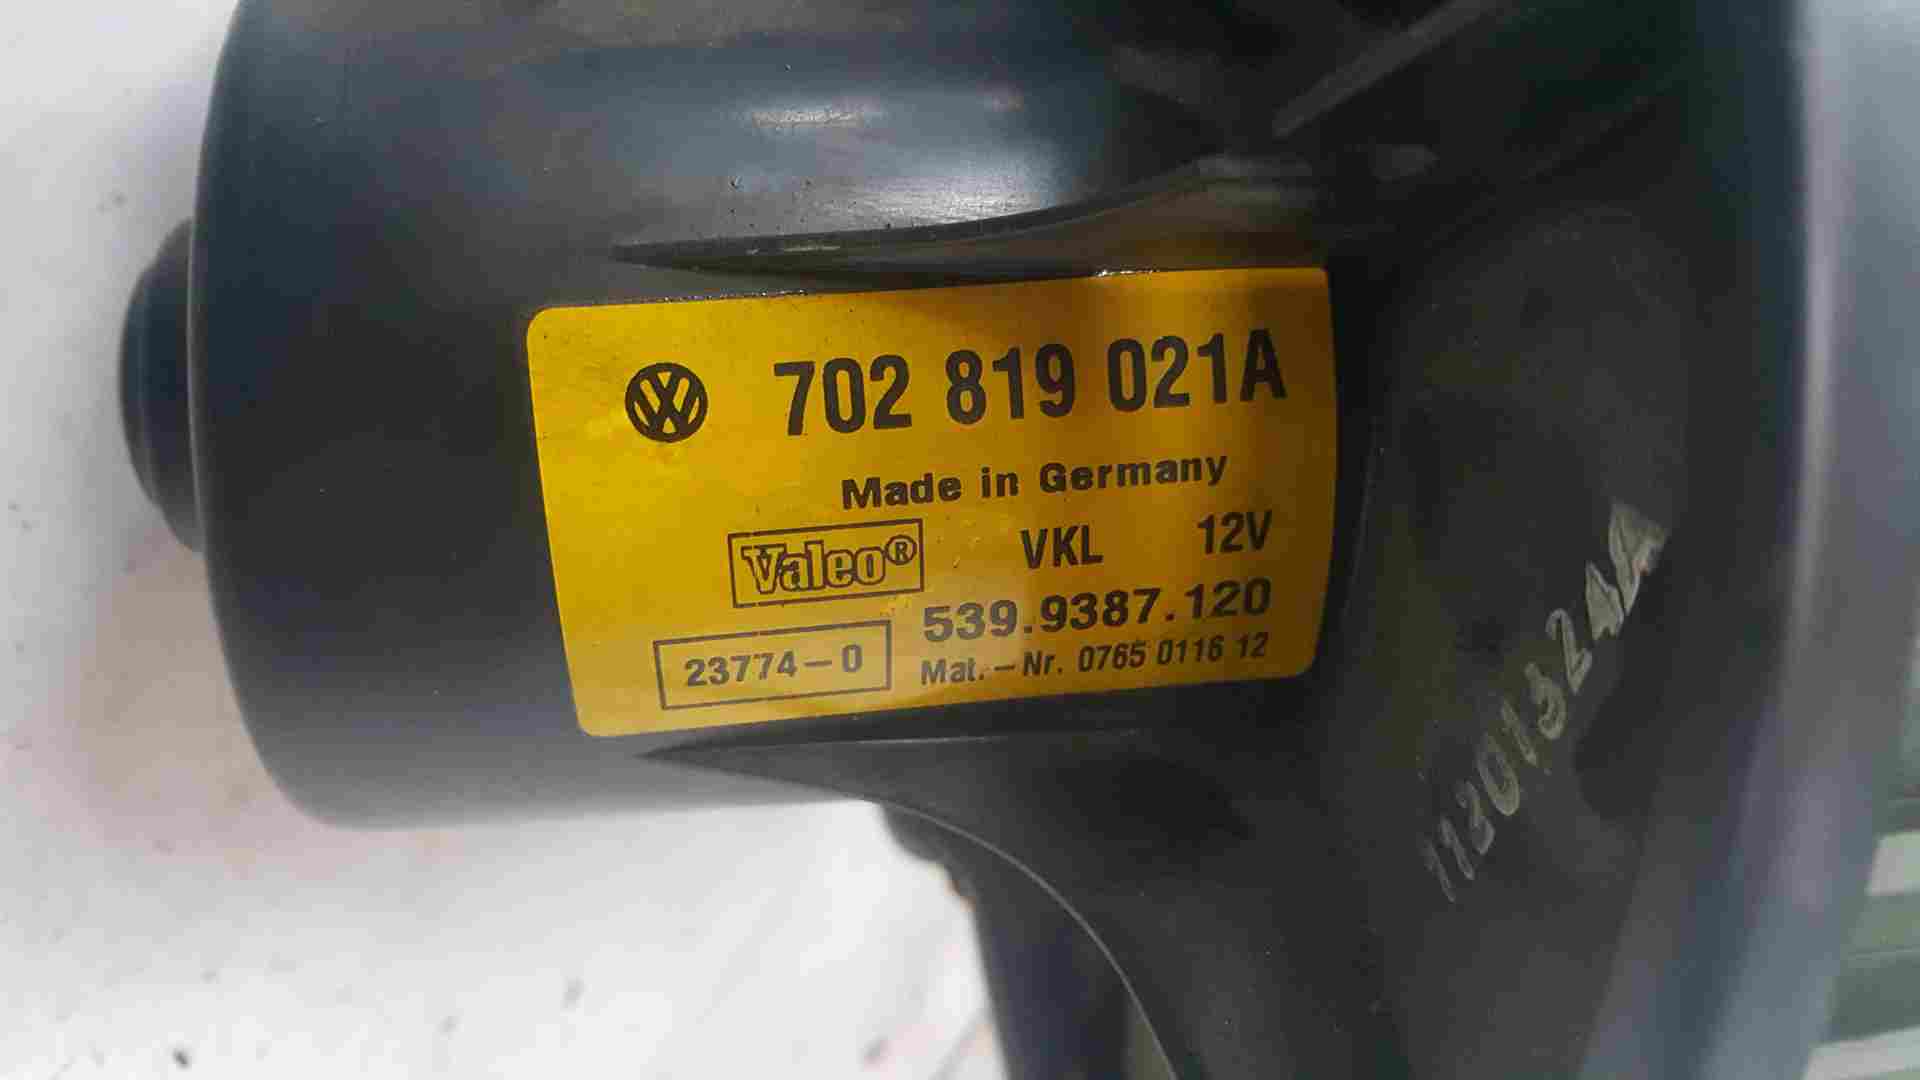 702 819 021A
Made in Germany
Valeo® VKL 12V
539.9387.120
23774-0 Mat.-Nr. 0765 0116 12